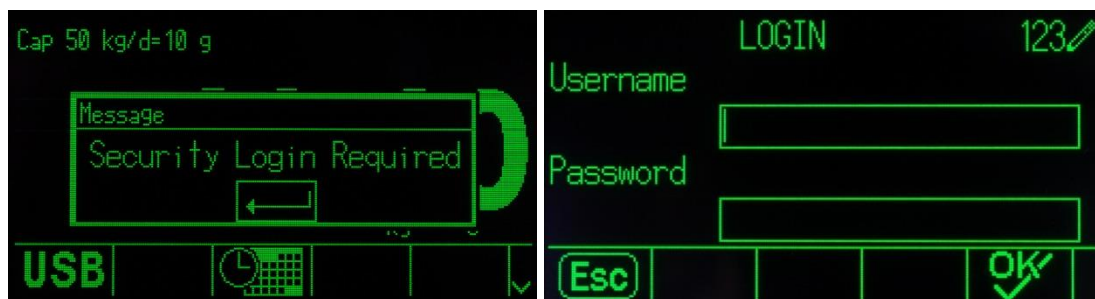 Cap 50 kg/d=10 g
Message
Security Login Required
USB
LOGIN 123
Username
Password
Esc OK